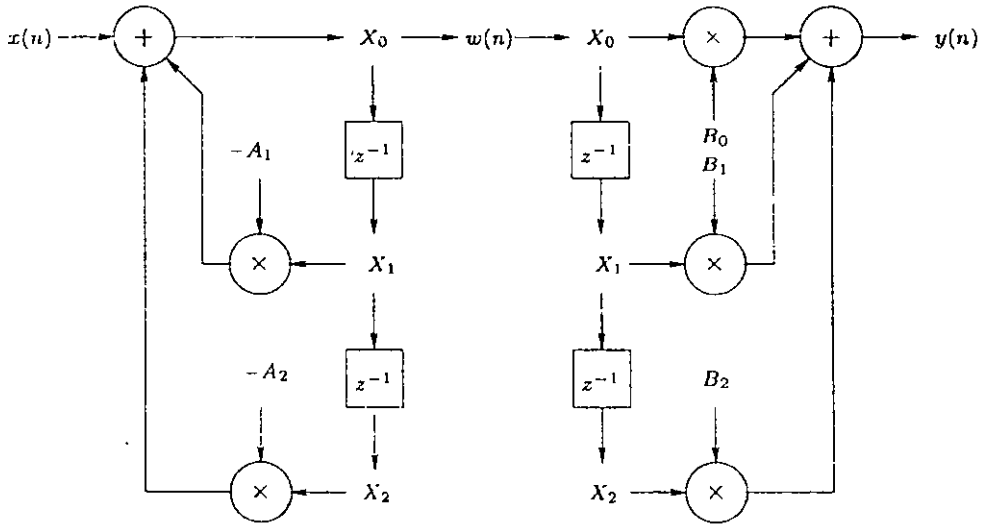 x(n) + X₀ w(n) X₀ × + y(n)
-A₁ z⁻¹ z⁻¹ B₀
B₁
× X₁ X₁ ×
-A₂ z⁻¹ z⁻¹ B₂
× X₂ X₂ ×